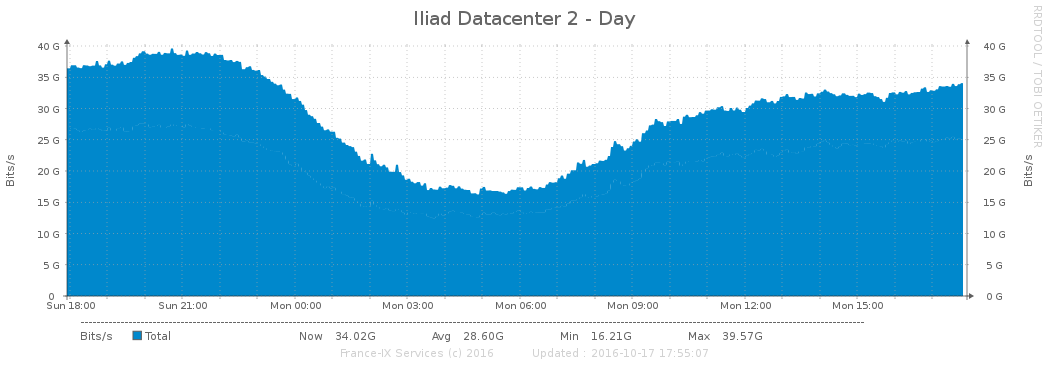 Iliad Datacenter 2 - Day
RRDTOOL / TOBI OETIKER
Bits/s
40 G 40 G
35 G 35 G
30 G 30 G
25 G 25 G
20 G 20 G
15 G 15 G
10 G 10 G
5 G 5 G
0 0 G
Bits/s
Sun 18:00 Sun 21:00 Mon 00:00 Mon 03:00 Mon 06:00 Mon 09:00 Mon 12:00 Mon 15:00
Bits/s Total Now 34.02G Avg 28.60G Min 16.21G Max 39.57G
France-IX Services (c) 2016 Updated : 2016-10-17 17:55:07